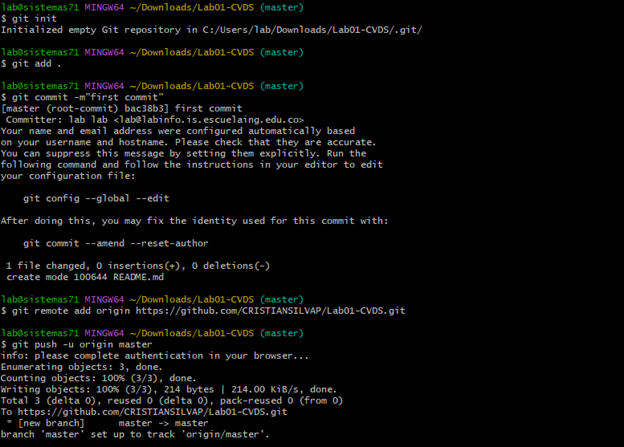 lab@sistemas71 MINGW64 ~/Downloads/Lab01-CVDS (master)
$ git init
Initialized empty Git repository in C:/Users/lab/Downloads/Lab01-CVDS/.git/
lab@sistemas71 MINGW64 ~/Downloads/Lab01-CVDS (master)
$ git add .
lab@sistemas71 MINGW64 ~/Downloads/Lab01-CVDS (master)
$ git commit -m"first commit"
[master (root-commit) bac38b3] first commit
Committer: lab lab <lab@labinfo.is.escuelaing.edu.co>
Your name and email address were configured automatically based
on your username and hostname. Please check that they are accurate.
You can suppress this message by setting them explicitly. Run the
following command and follow the instructions in your editor to edit
your configuration file:
git config --global --edit
After doing this, you may fix the identity used for this commit with:
git commit --amend --reset-author
1 file changed, 0 insertions(+), 0 deletions(-)
create mode 100644 README.md
lab@sistemas71 MINGW64 ~/Downloads/Lab01-CVDS (master)
$ git remote add origin https://github.com/CRISTIANSILVAP/Lab01-CVDS.git
lab@sistemas71 MINGW64 ~/Downloads/Lab01-CVDS (master)
$ git push -u origin master
info: please complete authentication in your browser...
Enumerating objects: 3, done.
Counting objects: 100% (3/3), done.
Writing objects: 100% (3/3), 214 bytes | 214.00 KiB/s, done.
Total 3 (delta 0), reused 0 (delta 0), pack-reused 0 (from 0)
To https://github.com/CRISTIANSILVAP/Lab01-CVDS.git
* [new branch] master -> master
branch 'master' set up to track 'origin/master'.